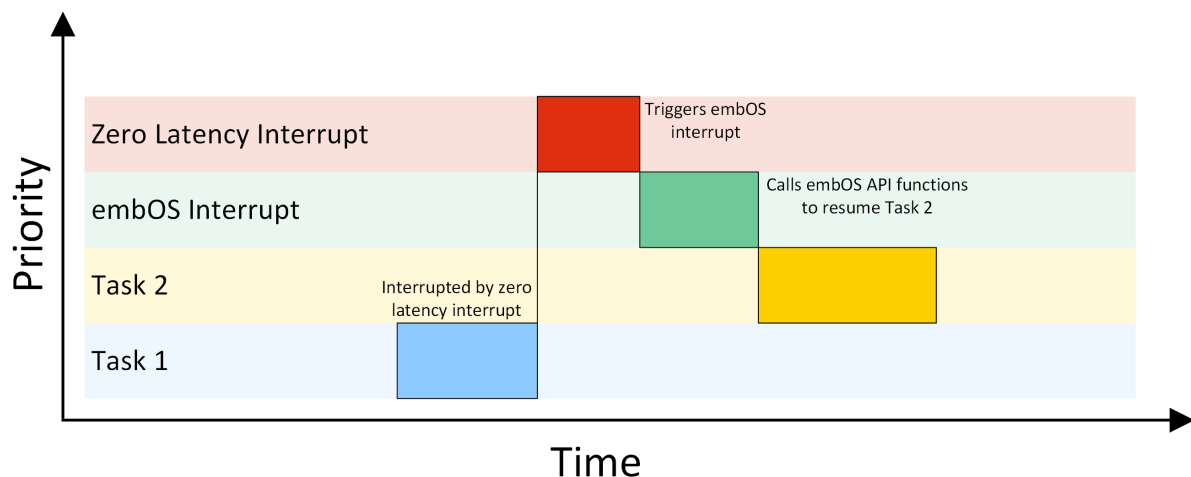 Priority
Zero Latency Interrupt
Triggers embOS
interrupt
embOS Interrupt
Calls embOS API functions
to resume Task 2
Task 2
Interrupted by zero
latency interrupt
Task 1
Time